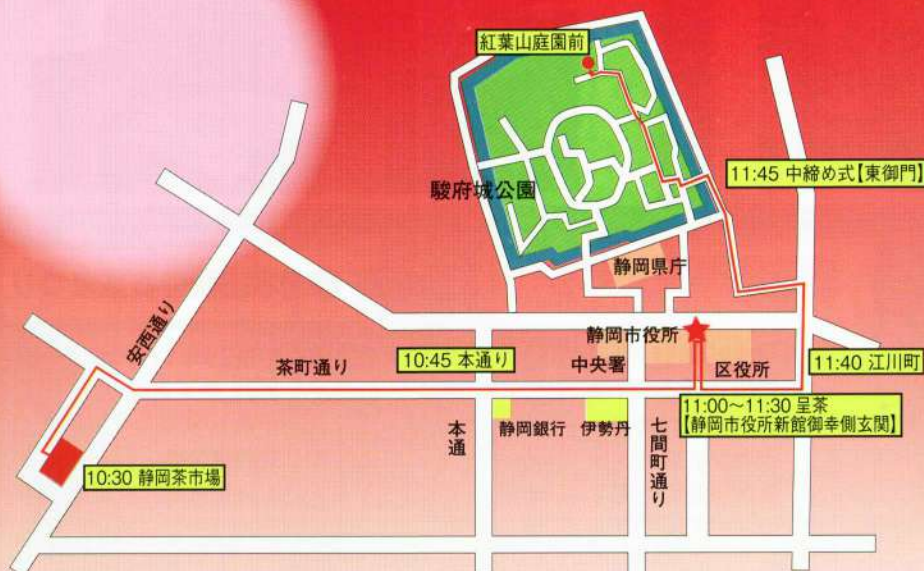 紅葉山庭園前
11:45 中締め式【東御門】
駿府城公園
静岡県庁
安西通り
静岡市役所
茶町通り
10:45 本通り
中央署
区役所
11:40 江川町
11:00～11:30 呈茶
【静岡市役所新館御幸側玄関】
本通
静岡銀行
伊勢丹
七間町通り
10:30 静岡茶市場